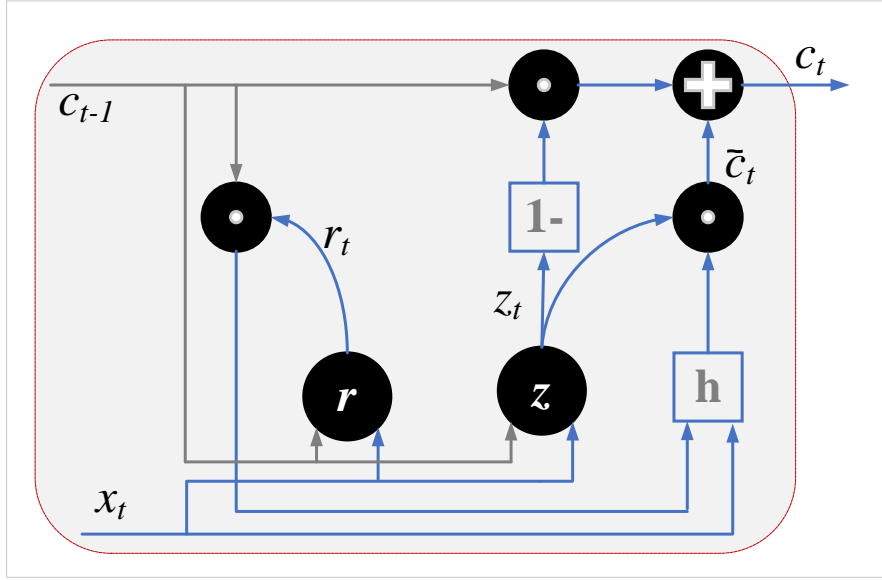 c_t
c_{t-1}
c̃_t
1-
r_t
z_t
r
z
h
x_t